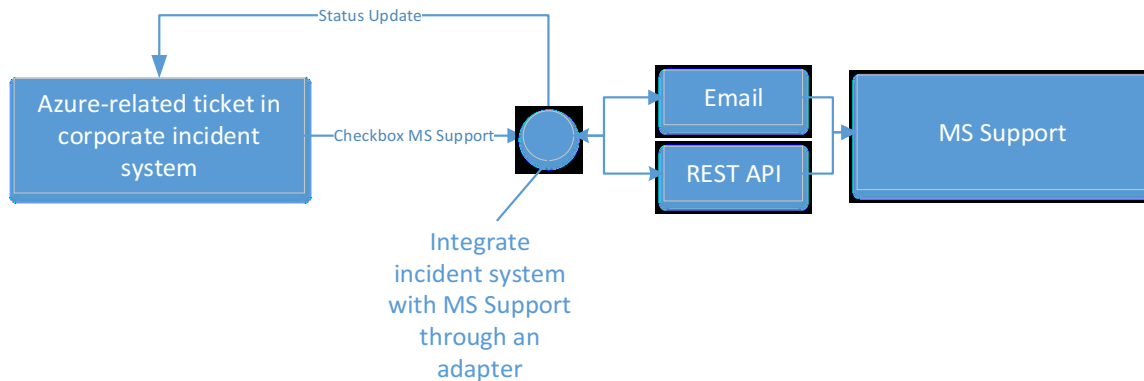 Status Update
Azure-related ticket in
corporate incident
system
Checkbox MS Support
Email
REST API
MS Support
Integrate
incident system
with MS Support
through an
adapter